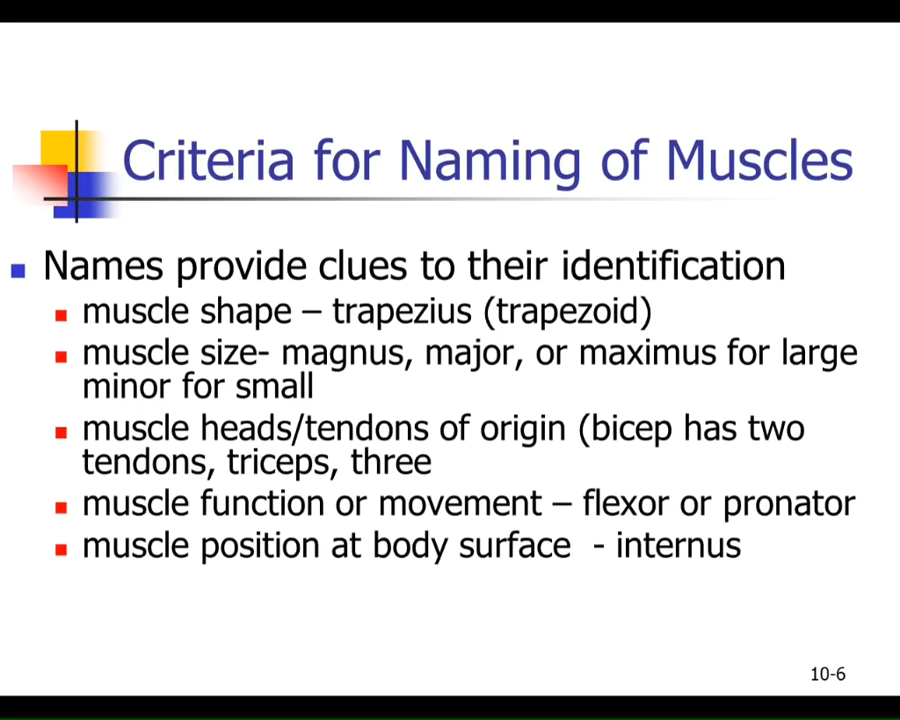 Criteria for Naming of Muscles
Names provide clues to their identification
muscle shape – trapezius (trapezoid)
muscle size- magnus, major, or maximus for large
minor for small
muscle heads/tendons of origin (bicep has two
tendons, triceps, three
muscle function or movement – flexor or pronator
muscle position at body surface  - internus
10-6